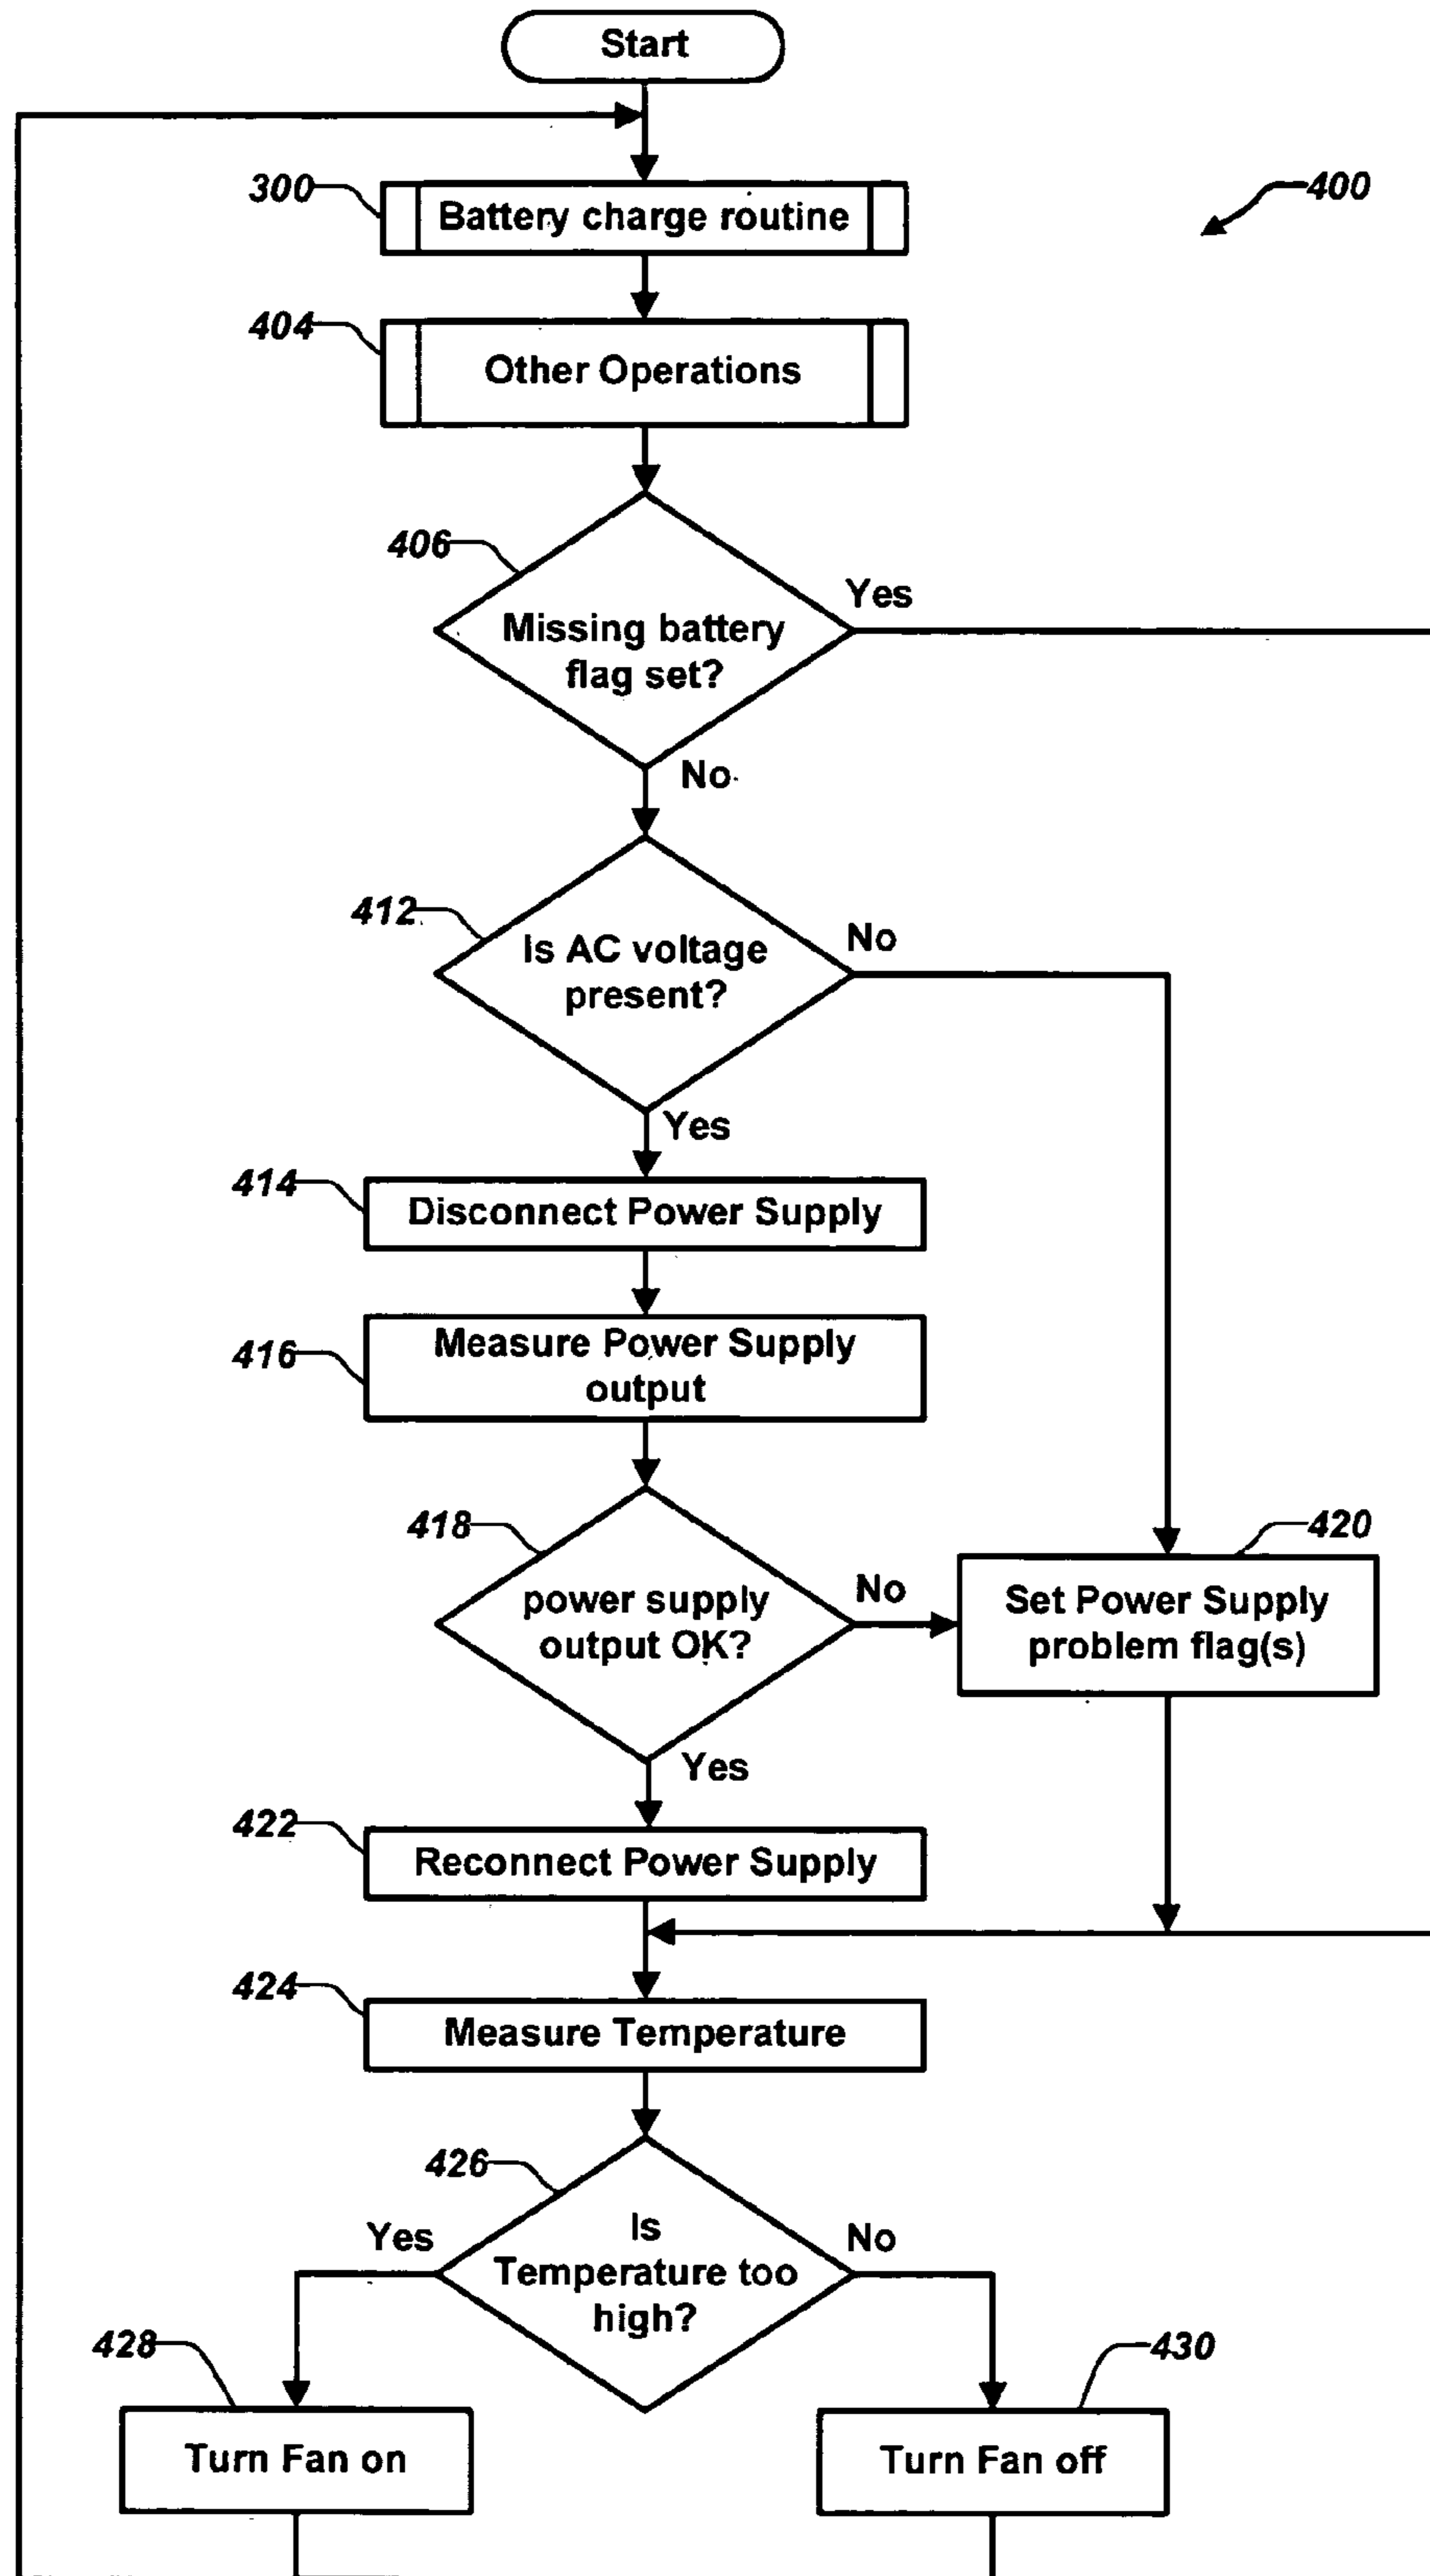 Start
300
Battery charge routine
400
404
Other Operations
406
Yes
Missing battery
flag set?
No
412
No
Is AC voltage
present?
Yes
414
Disconnect Power Supply
416
Measure Power Supply
output
418
420
No
power supply
output OK?
Set Power Supply
problem flag(s)
Yes
422
Reconnect Power Supply
424
Measure Temperature
426
Yes
No
Is
Temperature too
high?
428
430
Turn Fan on
Turn Fan off